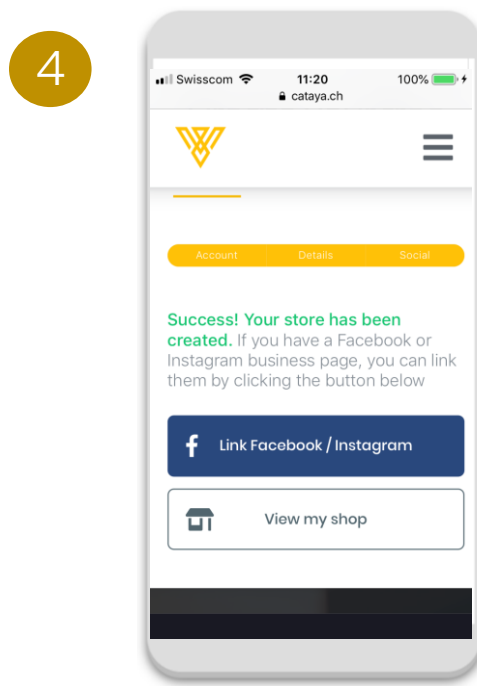 4
Swisscom 11:20 100%
cataya.ch
Account Details Social
Success! Your store has been
created. If you have a Facebook or
Instagram business page, you can link
them by clicking the button below
Link Facebook / Instagram
View my shop